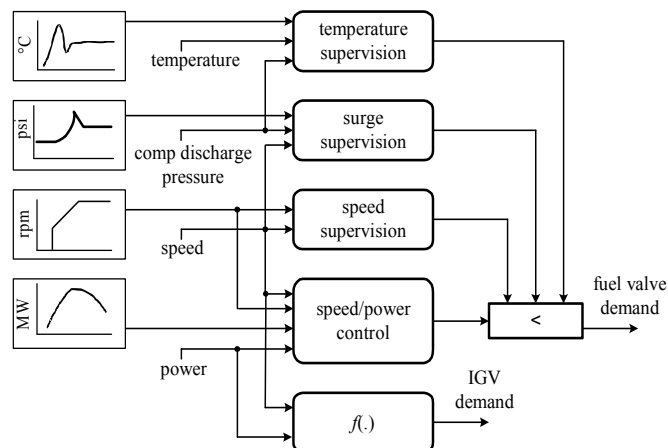 °C
temperature
temperature
supervision
psi
comp discharge
pressure
surge
supervision
rpm
speed
speed
supervision
MW
power
speed/power
control
<
fuel valve
demand
f(.)
IGV
demand